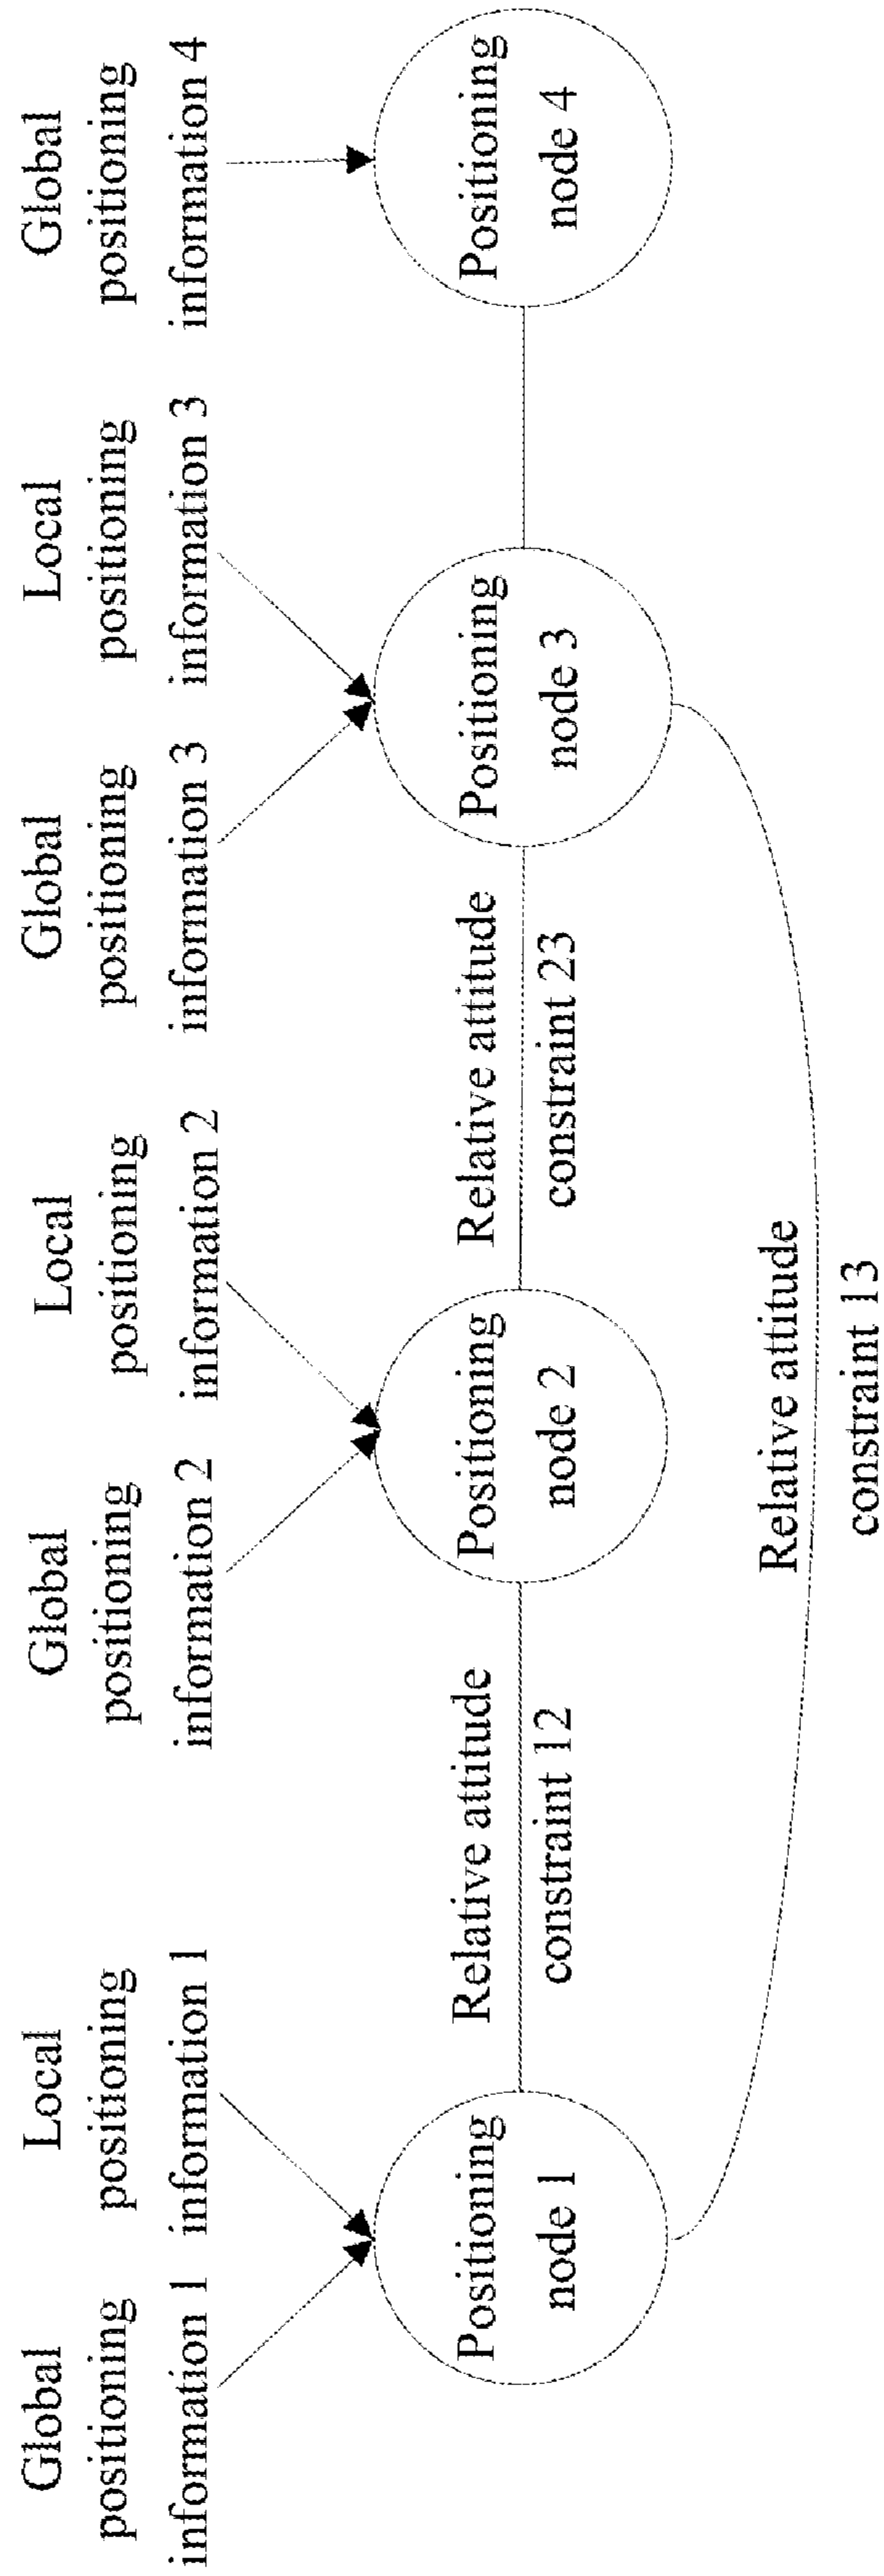 Global
positioning
information 1
Local
positioning
information 1
Global
positioning
information 2
Local
positioning
information 2
Global
positioning
information 3
Local
positioning
information 3
Global
positioning
information 4
Positioning
node 1
Relative attitude
constraint 12
Positioning
node 2
Relative attitude
constraint 23
Positioning
node 3
Positioning
node 4
Relative attitude
constraint 13